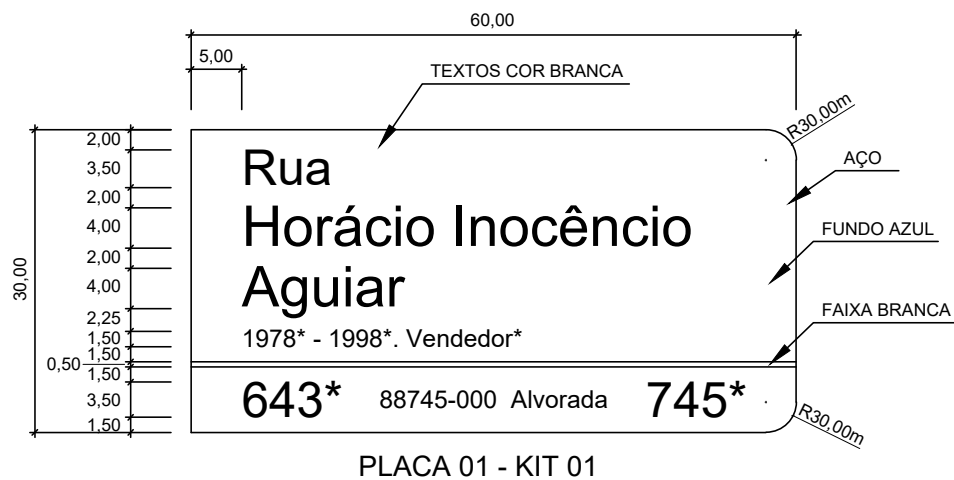 60,00
5,00
TEXTOS COR BRANCA
R30,00m
2,00
3,50
2,00
4,00
2,00
4,00
2,25
1,50
1,50
0,50
1,50
3,50
1,50
30,00
Rua
Horácio Inocêncio
Aguiar
1978* - 1998*. Vendedor*
643* 88745-000 Alvorada 745*
AÇO
FUNDO AZUL
FAIXA BRANCA
R30,00m
PLACA 01 - KIT 01